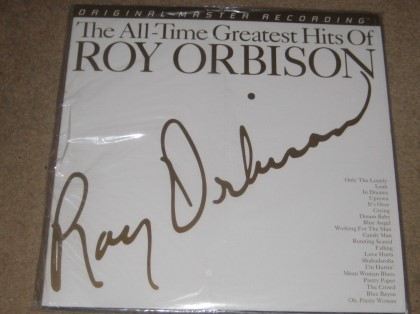 ORIGINAL MASTER RECORDING
The All-Time Greatest Hits Of
ROY ORBISON
Roy Orbison
Only The Lonely
Leah
In Dreams
Uptown
It's Over
Crying
Dream Baby
Blue Angel
Working For The Man
Candy Man
Running Scared
Falling
Love Hurts
Shahdaroba
I'm Hurtin'
Mean Woman Blues
Pretty Paper
The Crowd
Blue Bayou
Oh, Pretty Woman